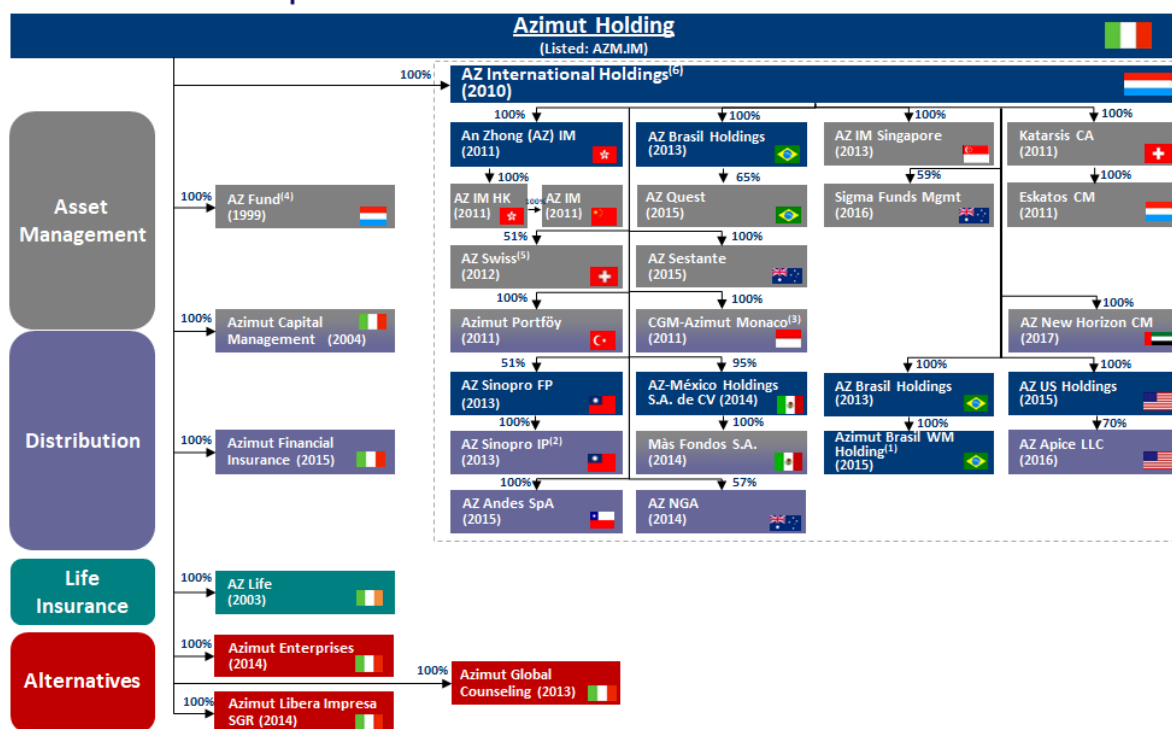 Azimut Holding
(Listed: AZM.IM)
100%
AZ International Holdings(6)
(2010)
100%
100%
100%
100%
An Zhong (AZ) IM
(2011)
AZ Brasil Holdings
(2013)
AZ IM Singapore
(2013)
Katarsis CA
(2011)
100%
65%
59%
100%
Asset
Management
100%
AZ Fund(4)
(1999)
AZ IM HK
(2011)
100%
AZ IM
(2011)
AZ Quest
(2015)
Sigma Funds Mgmt
(2016)
Eskatos CM
(2011)
51%
100%
AZ Swiss(5)
(2012)
AZ Sestante
(2015)
100%
100%
100%
100%
Azimut Capital
Management (2004)
Azimut Portföy
(2011)
CGM-Azimut Monaco(3)
(2011)
AZ New Horizon CM
(2017)
51%
95%
100%
100%
Distribution
AZ Sinopro FP
(2013)
AZ-México Holdings
S.A. de CV (2014)
AZ Brasil Holdings
(2013)
AZ US Holdings
(2015)
100%
100%
100%
70%
100%
Azimut Financial
Insurance (2015)
AZ Sinopro IP(2)
(2013)
Màs Fondos S.A.
(2014)
Azimut Brasil WM
Holding(1)
(2015)
AZ Apice LLC
(2016)
100%
57%
AZ Andes SpA
(2015)
AZ NGA
(2014)
Life
Insurance
100%
AZ Life
(2003)
Alternatives
100%
Azimut Enterprises
(2014)
100%
Azimut Global
Counseling (2013)
100%
Azimut Libera Impresa
SGR (2014)